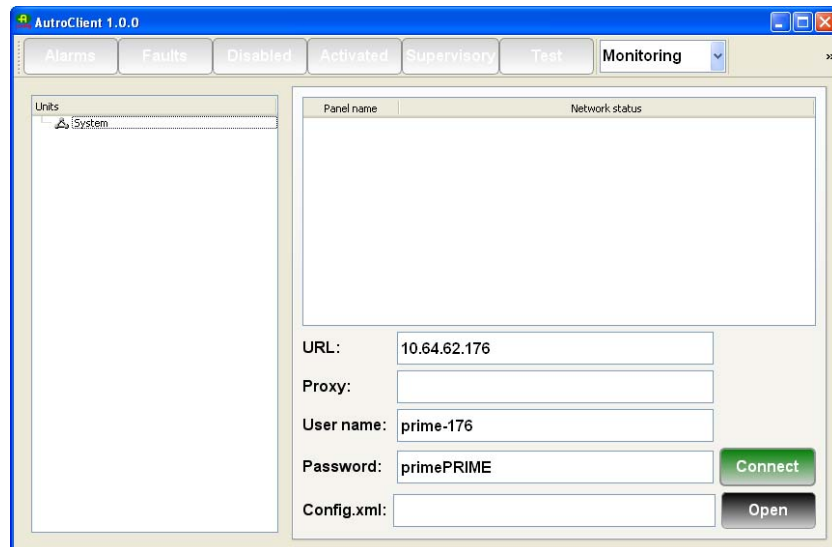 AutroClient 1.0.0
Alarms Faults Disabled Activated Supervisory Test Monitoring »
Units
System
Panel name Network status
URL: 10.64.62.176
Proxy:
User name: prime-176
Password: primePRIME Connect
Config.xml: Open